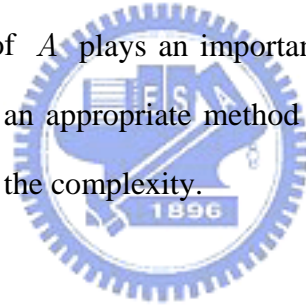 of A plays an importan
an appropriate method
the complexity.
E S A
1896